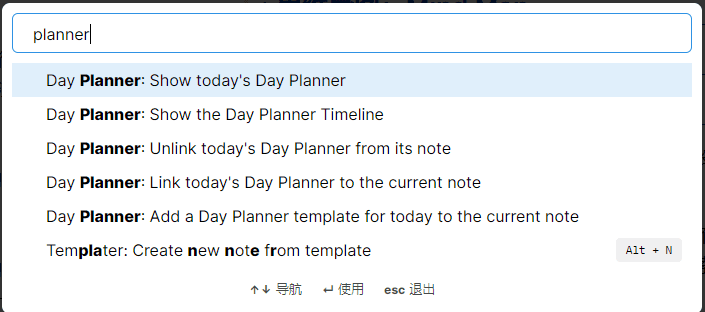 planner
Day Planner: Show today's Day Planner
Day Planner: Show the Day Planner Timeline
Day Planner: Unlink today's Day Planner from its note
Day Planner: Link today's Day Planner to the current note
Day Planner: Add a Day Planner template for today to the current note
Templater: Create new note from template Alt + N
↑↓ 导航 ↵ 使用 esc 退出